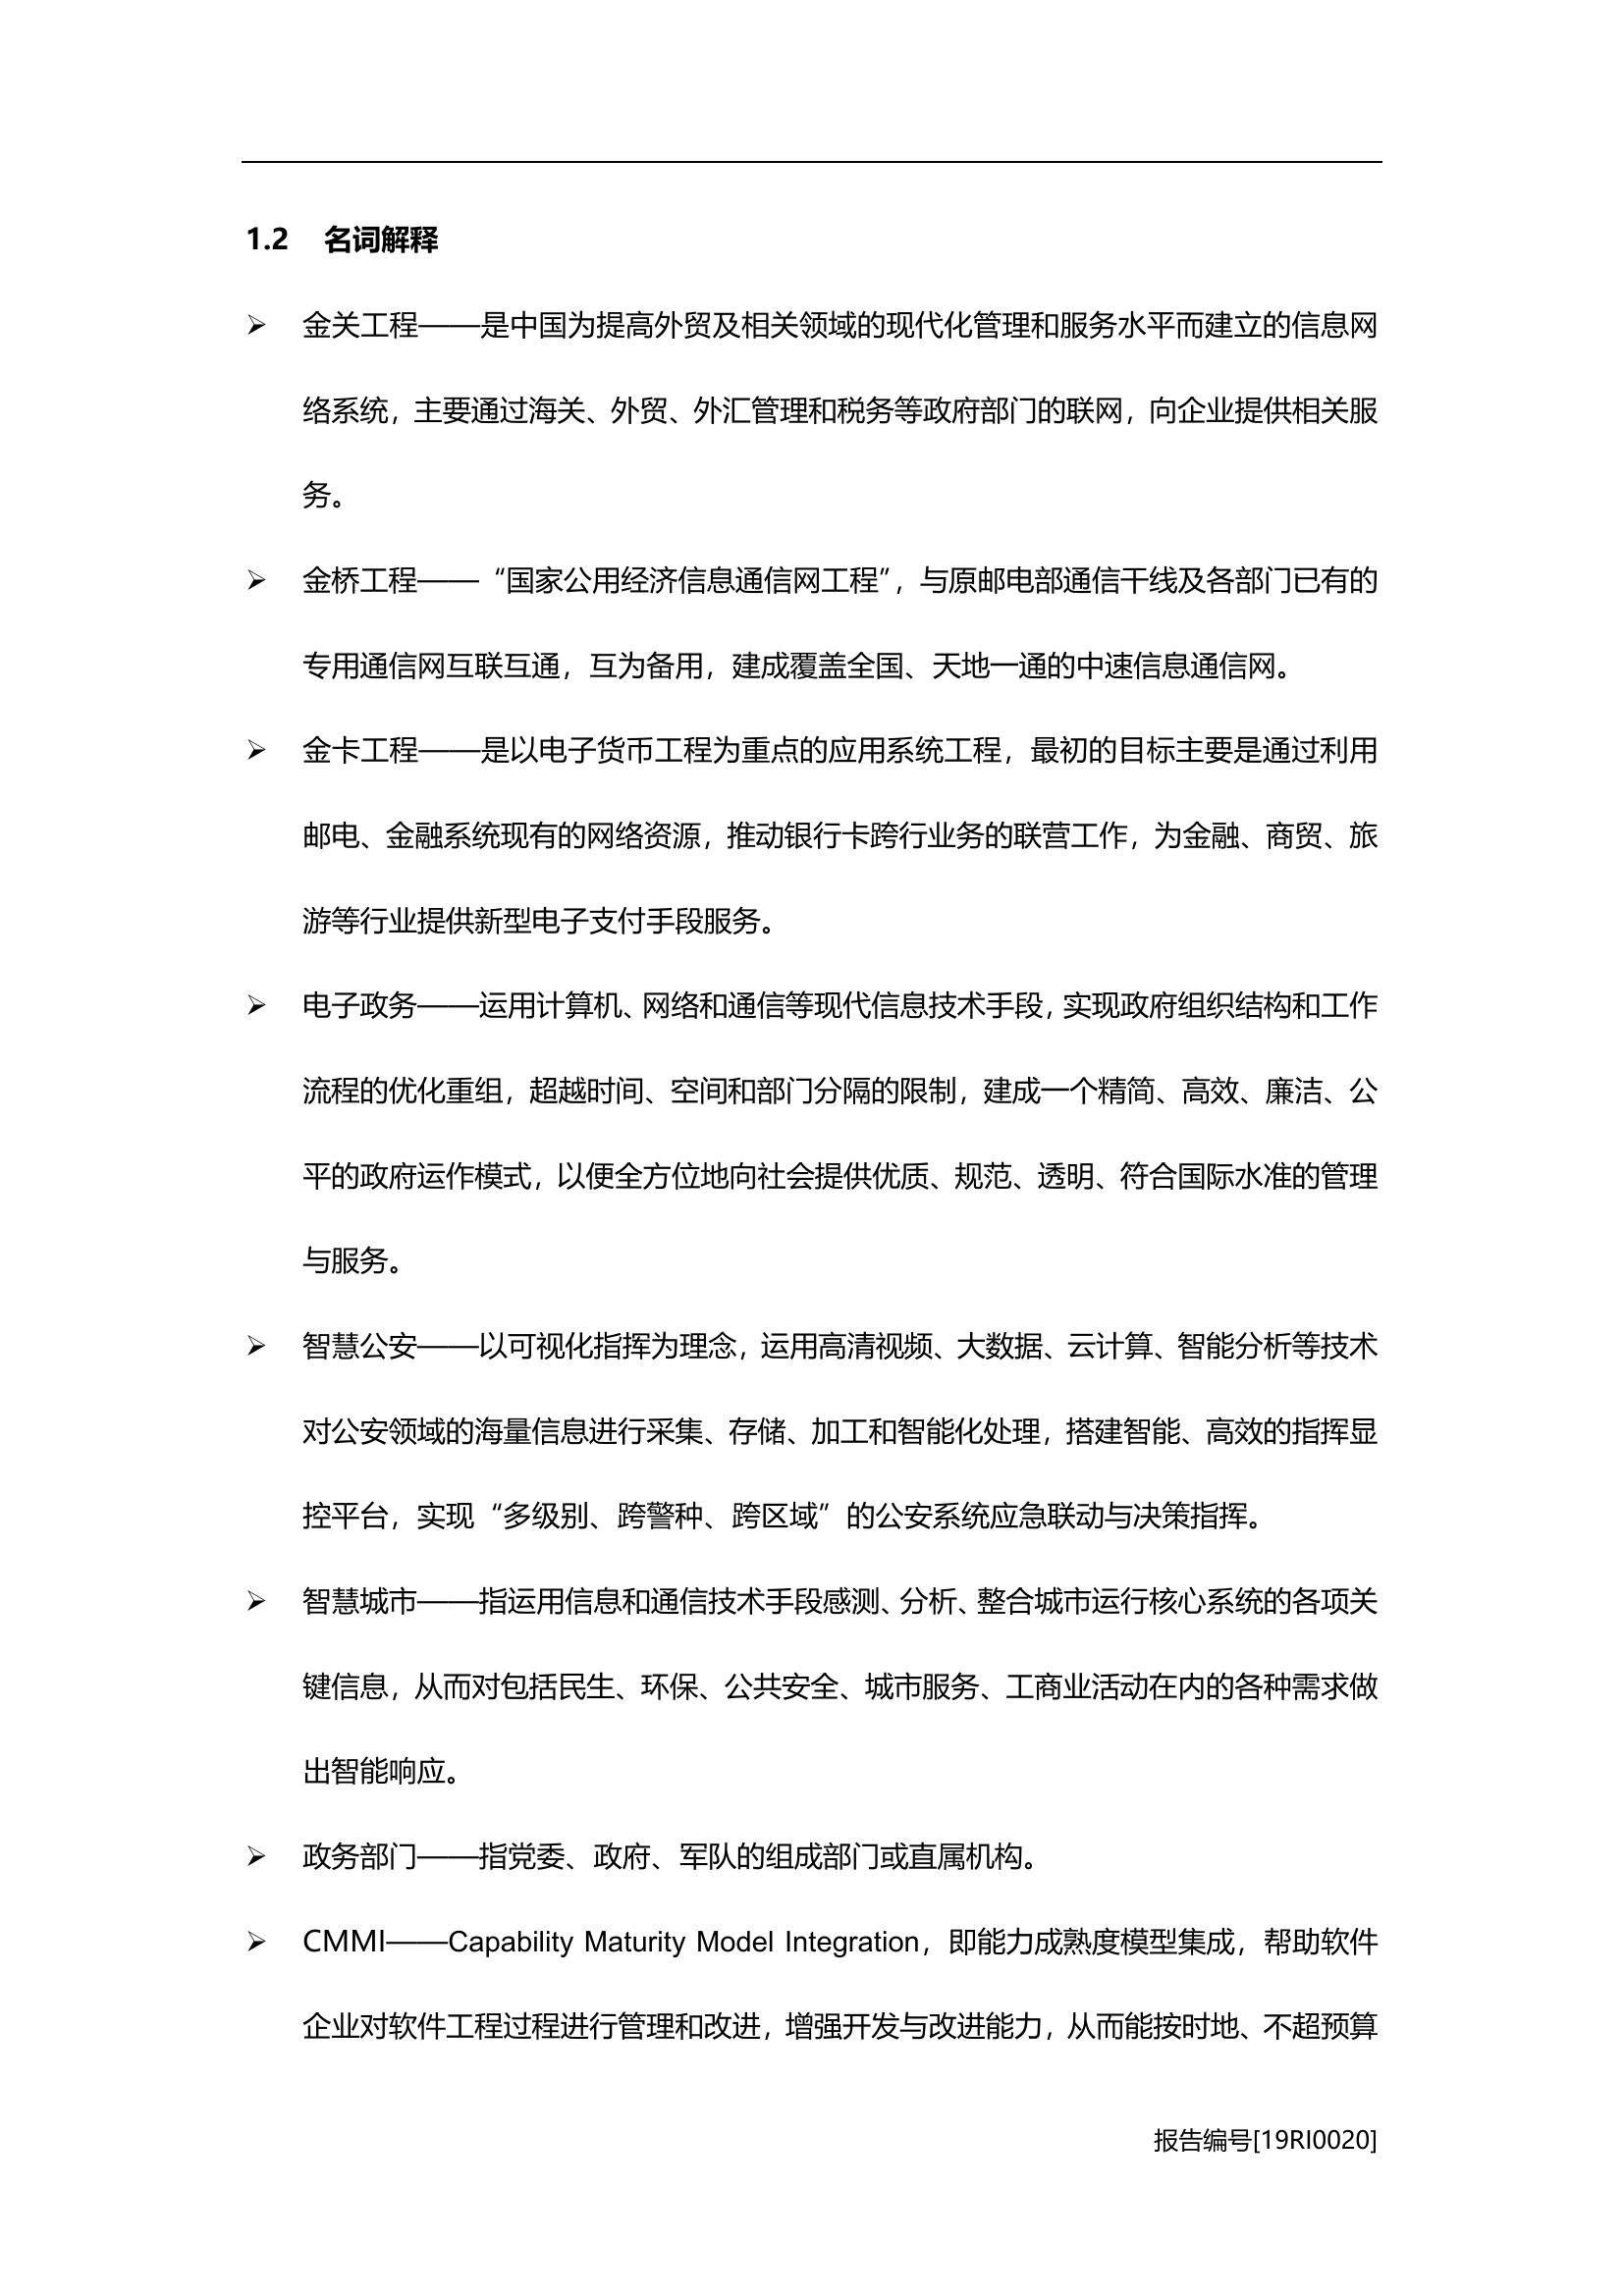 1.2 名词解释
➢ 金关工程——是中国为提高外贸及相关领域的现代化管理和服务水平而建立的信息网
络系统，主要通过海关、外贸、外汇管理和税务等政府部门的联网，向企业提供相关服
务。
➢ 金桥工程——“国家公用经济信息通信网工程”，与原邮电部通信干线及各部门已有的
专用通信网互联互通，互为备用，建成覆盖全国、天地一通的中速信息通信网。
➢ 金卡工程——是以电子货币工程为重点的应用系统工程，最初的目标主要是通过利用
邮电、金融系统现有的网络资源，推动银行卡跨行业务的联营工作，为金融、商贸、旅
游等行业提供新型电子支付手段服务。
➢ 电子政务——运用计算机、网络和通信等现代信息技术手段，实现政府组织结构和工作
流程的优化重组，超越时间、空间和部门分隔的限制，建成一个精简、高效、廉洁、公
平的政府运作模式，以便全方位地向社会提供优质、规范、透明、符合国际水准的管理
与服务。
➢ 智慧公安——以可视化指挥为理念，运用高清视频、大数据、云计算、智能分析等技术
对公安领域的海量信息进行采集、存储、加工和智能化处理，搭建智能、高效的指挥显
控平台，实现“多级别、跨警种、跨区域”的公安系统应急联动与决策指挥。
➢ 智慧城市——指运用信息和通信技术手段感测、分析、整合城市运行核心系统的各项关
键信息，从而对包括民生、环保、公共安全、城市服务、工商业活动在内的各种需求做
出智能响应。
➢ 政务部门——指党委、政府、军队的组成部门或直属机构。
➢ CMMI——Capability Maturity Model Integration，即能力成熟度模型集成，帮助软件
企业对软件工程过程进行管理和改进，增强开发与改进能力，从而能按时地、不超预算
报告编号[19RI0020]